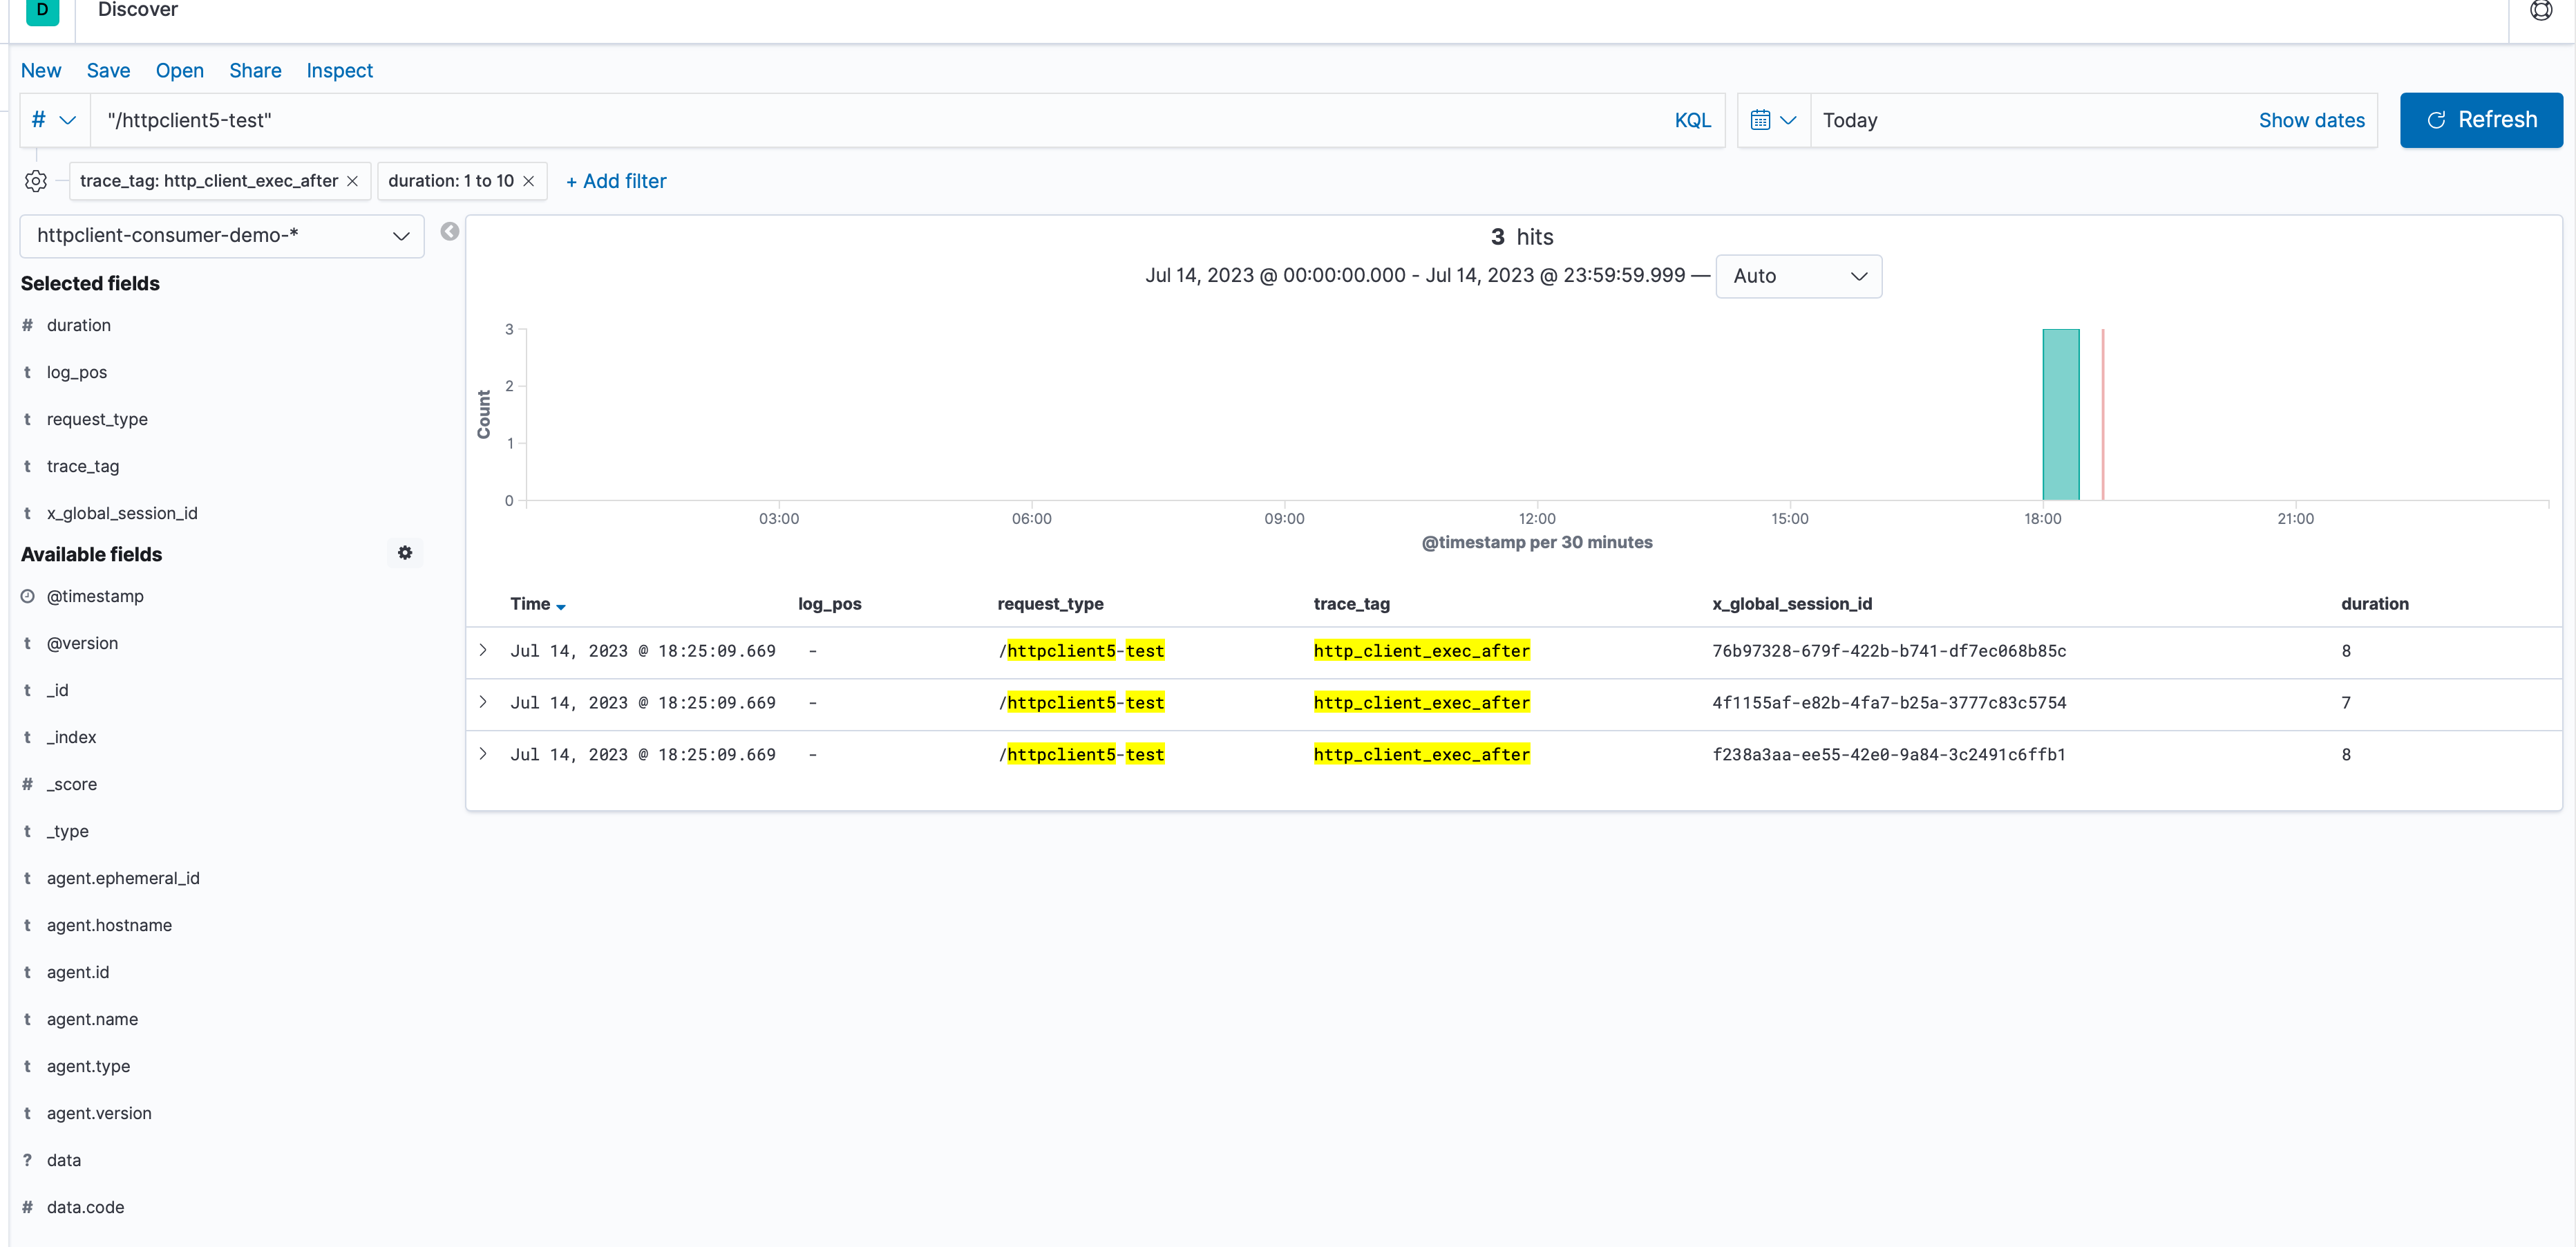 D Discover
New Save Open Share Inspect
# "/httpclient5-test" KQL Today Show dates Refresh
trace_tag: http_client_exec_after × duration: 1 to 10 × + Add filter
httpclient-consumer-demo-*
Selected fields
# duration
t log_pos
t request_type
t trace_tag
t x_global_session_id
Available fields
@timestamp
t @version
t _id
t _index
# _score
t _type
t agent.ephemeral_id
t agent.hostname
t agent.id
t agent.name
t agent.type
t agent.version
? data
# data.code
3 hits
Jul 14, 2023 @ 00:00:00.000 - Jul 14, 2023 @ 23:59:59.999 — Auto
Count
3
2
1
0
03:00 06:00 09:00 12:00 15:00 18:00 21:00
@timestamp per 30 minutes
Time log_pos request_type trace_tag x_global_session_id duration
Jul 14, 2023 @ 18:25:09.669 - /httpclient5-test http_client_exec_after 76b97328-679f-422b-b741-df7ec068b85c 8
Jul 14, 2023 @ 18:25:09.669 - /httpclient5-test http_client_exec_after 4f1155af-e82b-4fa7-b25a-3777c83c5754 7
Jul 14, 2023 @ 18:25:09.669 - /httpclient5-test http_client_exec_after f238a3aa-ee55-42e0-9a84-3c2491c6ffb1 8